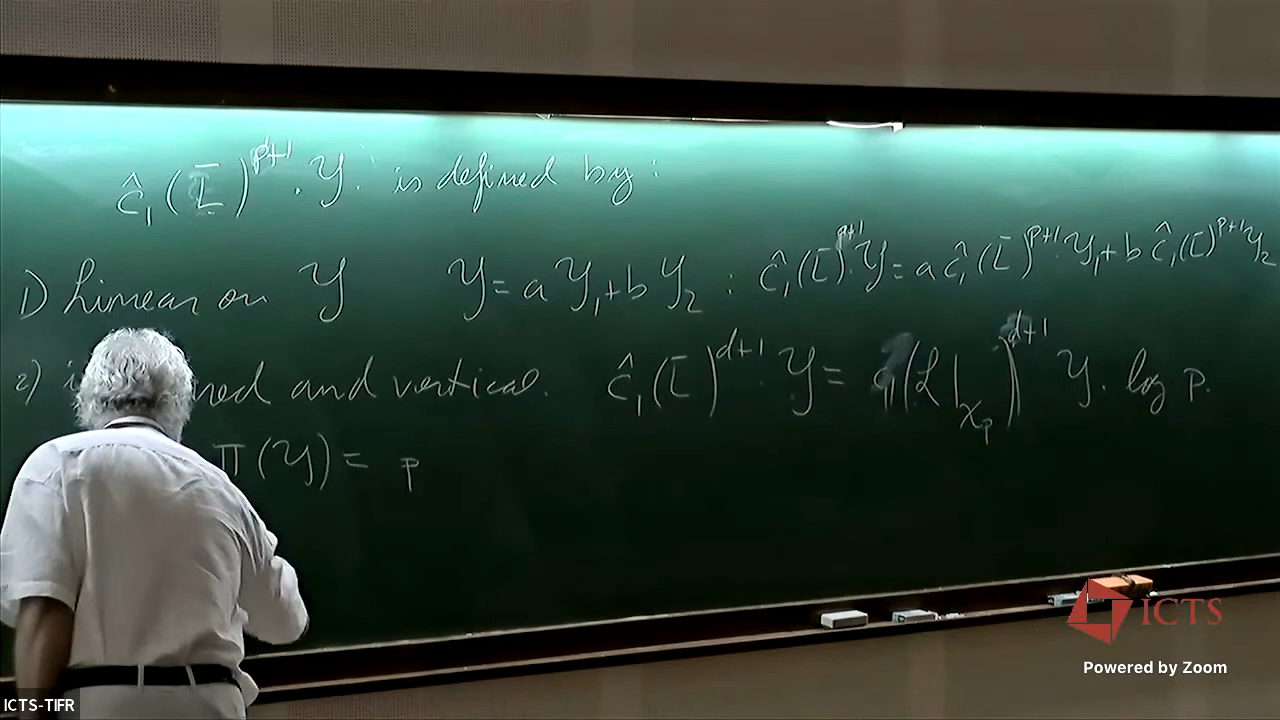 ĉ₁(L̄)^{p+1} · 𝒴 is defined by :
1) Linear on 𝒴   𝒴 = a𝒴₁ + b𝒴₂ : ĉ₁(L̄)^{p+1}·𝒴 = a ĉ₁(L̄)^{p+1}·𝒴₁ + b ĉ₁(L̄)^{p+1}𝒴₂
2) and vertical. ĉ₁(L̄)^{d+1}·𝒴 = c₁(ℒ|_{𝒳_p})^{d+1} 𝒴 · log p.
π(𝒴) = p
ICTS
Powered by Zoom
ICTS-TIFR